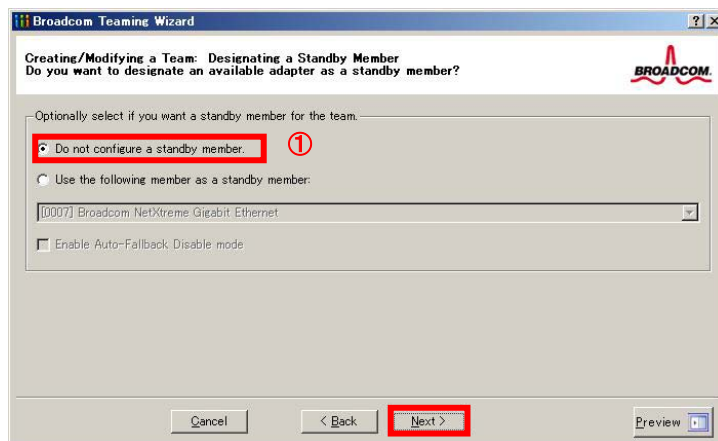 Broadcom Teaming Wizard
Creating/Modifying a Team: Designating a Standby Member
Do you want to designate an available adapter as a standby member?
BROADCOM.
Optionally select if you want a standby member for the team.
Do not configure a standby member.
①
Use the following member as a standby member:
[0007] Broadcom NetXtreme Gigabit Ethernet
Enable Auto-Fallback Disable mode
Cancel
< Back
Next >
Preview